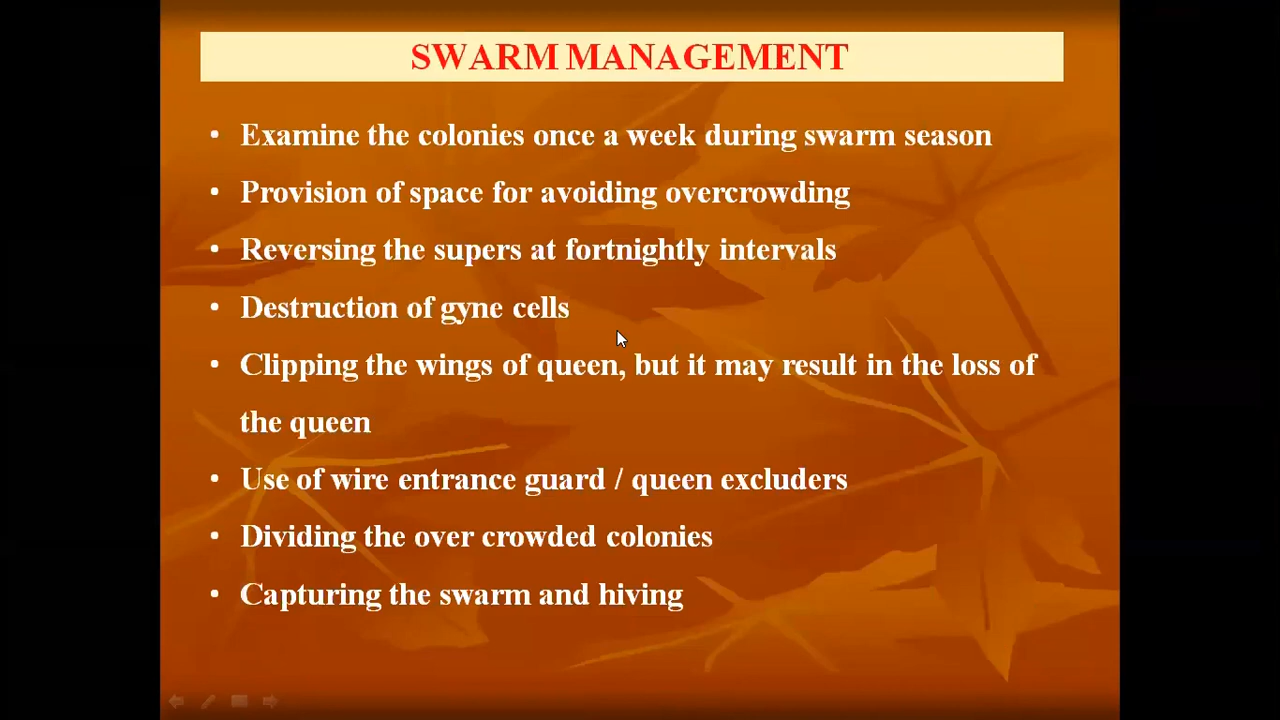 SWARM MANAGEMENT
• Examine the colonies once a week during swarm season
• Provision of space for avoiding overcrowding
• Reversing the supers at fortnightly intervals
• Destruction of gyne cells
• Clipping the wings of queen, but it may result in the loss of
the queen
• Use of wire entrance guard / queen excluders
• Dividing the over crowded colonies
• Capturing the swarm and hiving